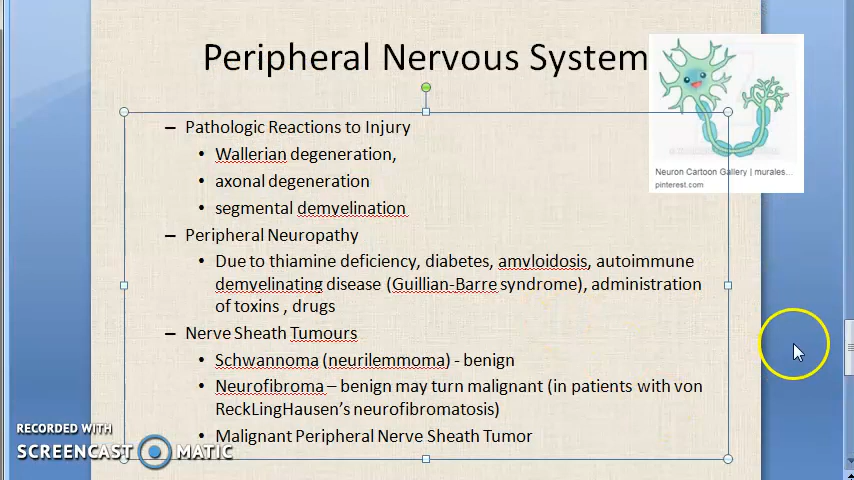 Peripheral Nervous System
– Pathologic Reactions to Injury
• Wallerian degeneration,
• axonal degeneration
• segmental demyelination
– Peripheral Neuropathy
• Due to thiamine deficiency, diabetes, amyloidosis, autoimmune
demyelinating disease (Guillian-Barre syndrome), administration
of toxins , drugs
– Nerve Sheath Tumours
• Schwannoma (neurilemmoma) - benign
• Neurofibroma – benign may turn malignant (in patients with von
ReckLingHausen's neurofibromatosis)
• Malignant Peripheral Nerve Sheath Tumor
Neuron Cartoon Gallery | murales...
pinterest.com
RECORDED WITH
SCREENCAST MATIC